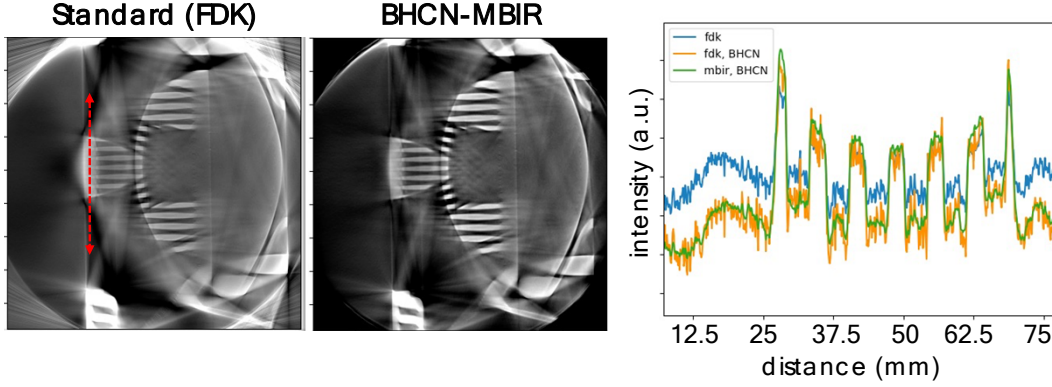 Standard (FDK)
BHCN-MBIR
fdk
fdk, BHCN
mbir, BHCN
intensity (a.u.)
12.5 25 37.5 50 62.5 75
distance (mm)